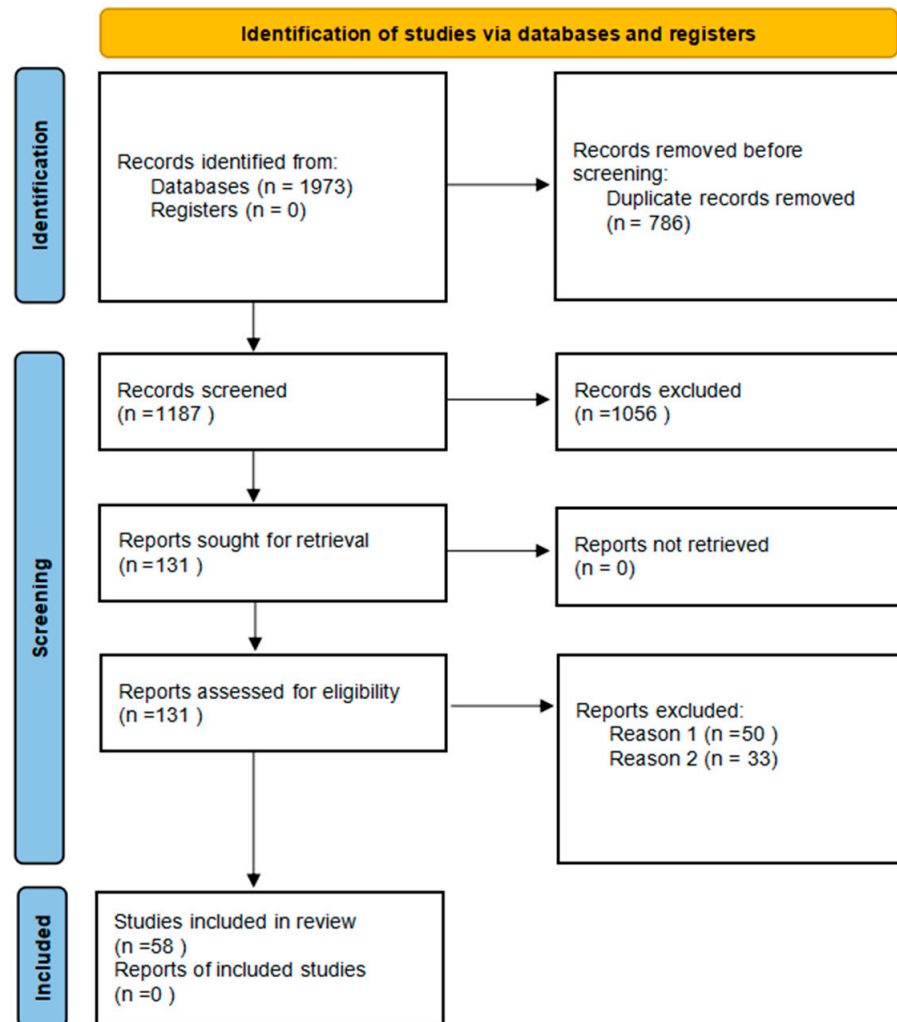 Identification of studies via databases and registers
Identification
Records identified from:
Databases (n = 1973)
Registers (n = 0)
Records removed before
screening:
Duplicate records removed
(n = 786)
Screening
Records screened
(n =1187 )
Records excluded
(n =1056 )
Reports sought for retrieval
(n =131 )
Reports not retrieved
(n = 0)
Reports assessed for eligibility
(n =131 )
Reports excluded:
Reason 1 (n =50 )
Reason 2 (n = 33)
Included
Studies included in review
(n =58 )
Reports of included studies
(n =0 )